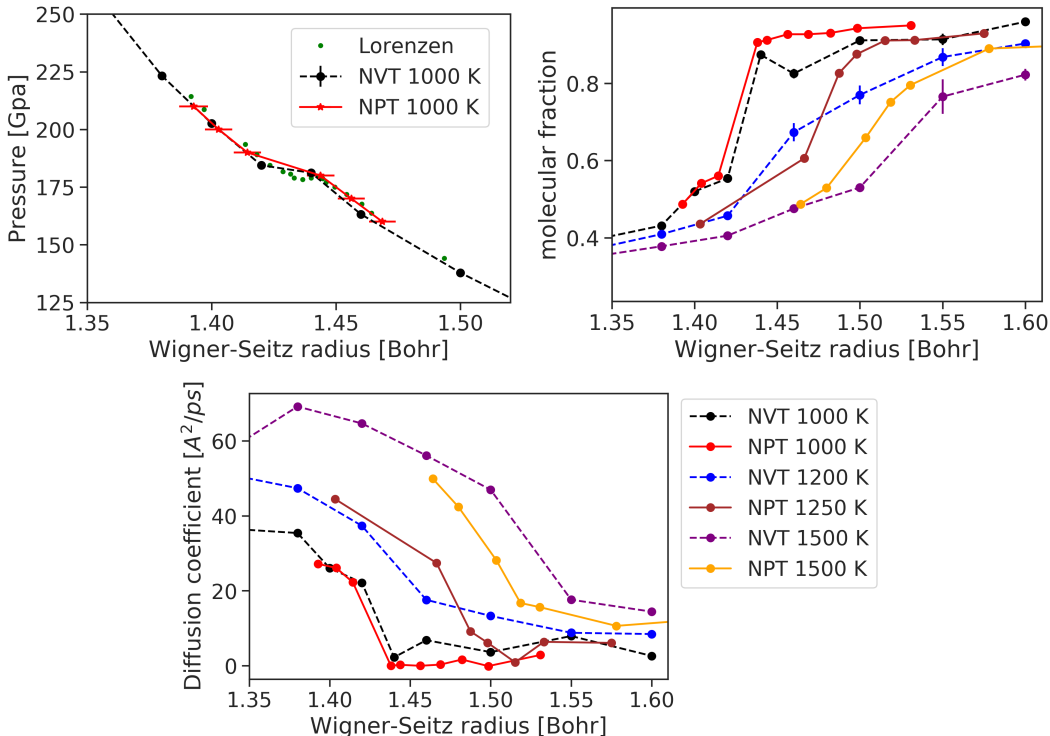 250
225
200
175
150
125
Pressure [Gpa]
1.35
1.40
1.45
1.50
Wigner-Seitz radius [Bohr]
Lorenzen
NVT 1000 K
NPT 1000 K
0.8
0.6
0.4
molecular fraction
1.35
1.40
1.45
1.50
1.55
1.60
Wigner-Seitz radius [Bohr]
60
40
20
0
Diffusion coefficient [A²/ps]
1.35
1.40
1.45
1.50
1.55
1.60
Wigner-Seitz radius [Bohr]
NVT 1000 K
NPT 1000 K
NVT 1200 K
NPT 1250 K
NVT 1500 K
NPT 1500 K